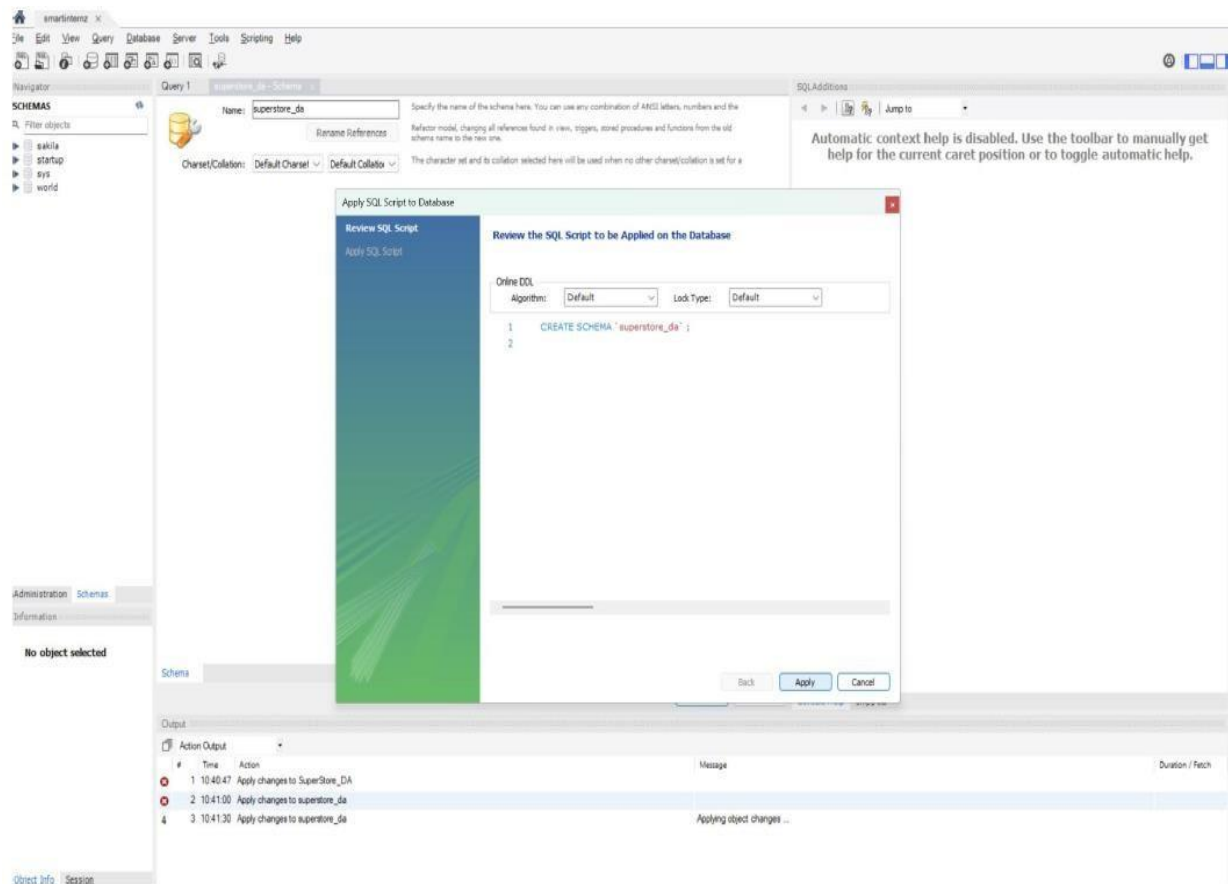 smartinternz ×
File Edit View Query Database Server Tools Scripting Help
Navigator
SCHEMAS
Filter objects
sakila
startup
sys
world
Administration Schemas
Information
No object selected
Object Info Session
Query 1 superstore_da - Schema ×
Name: superstore_da
Specify the name of the schema here. You can use any combination of ANSI letters, numbers and the
Rename References
Refactor model, changing all references found in view, triggers, stored procedures and functions from the old
schema name to the new one.
Charset/Collation: Default Charset Default Collatio
The character set and its collation selected here will be used when no other charset/collation is set for a
Schema
SQLAdditions
Jump to
Automatic context help is disabled. Use the toolbar to manually get
help for the current caret position or to toggle automatic help.
Apply SQL Script to Database
Review SQL Script
Apply SQL Script
Review the SQL Script to be Applied on the Database
Online DDL
Algorithm: Default Lock Type: Default
1 CREATE SCHEMA `superstore_da` ;
2
Back Apply Cancel
Output
Action Output
# Time Action Message Duration / Fetch
1 10:40:47 Apply changes to SuperStore_DA
2 10:41:00 Apply changes to superstore_da
4 3 10:41:30 Apply changes to superstore_da Applying object changes ...